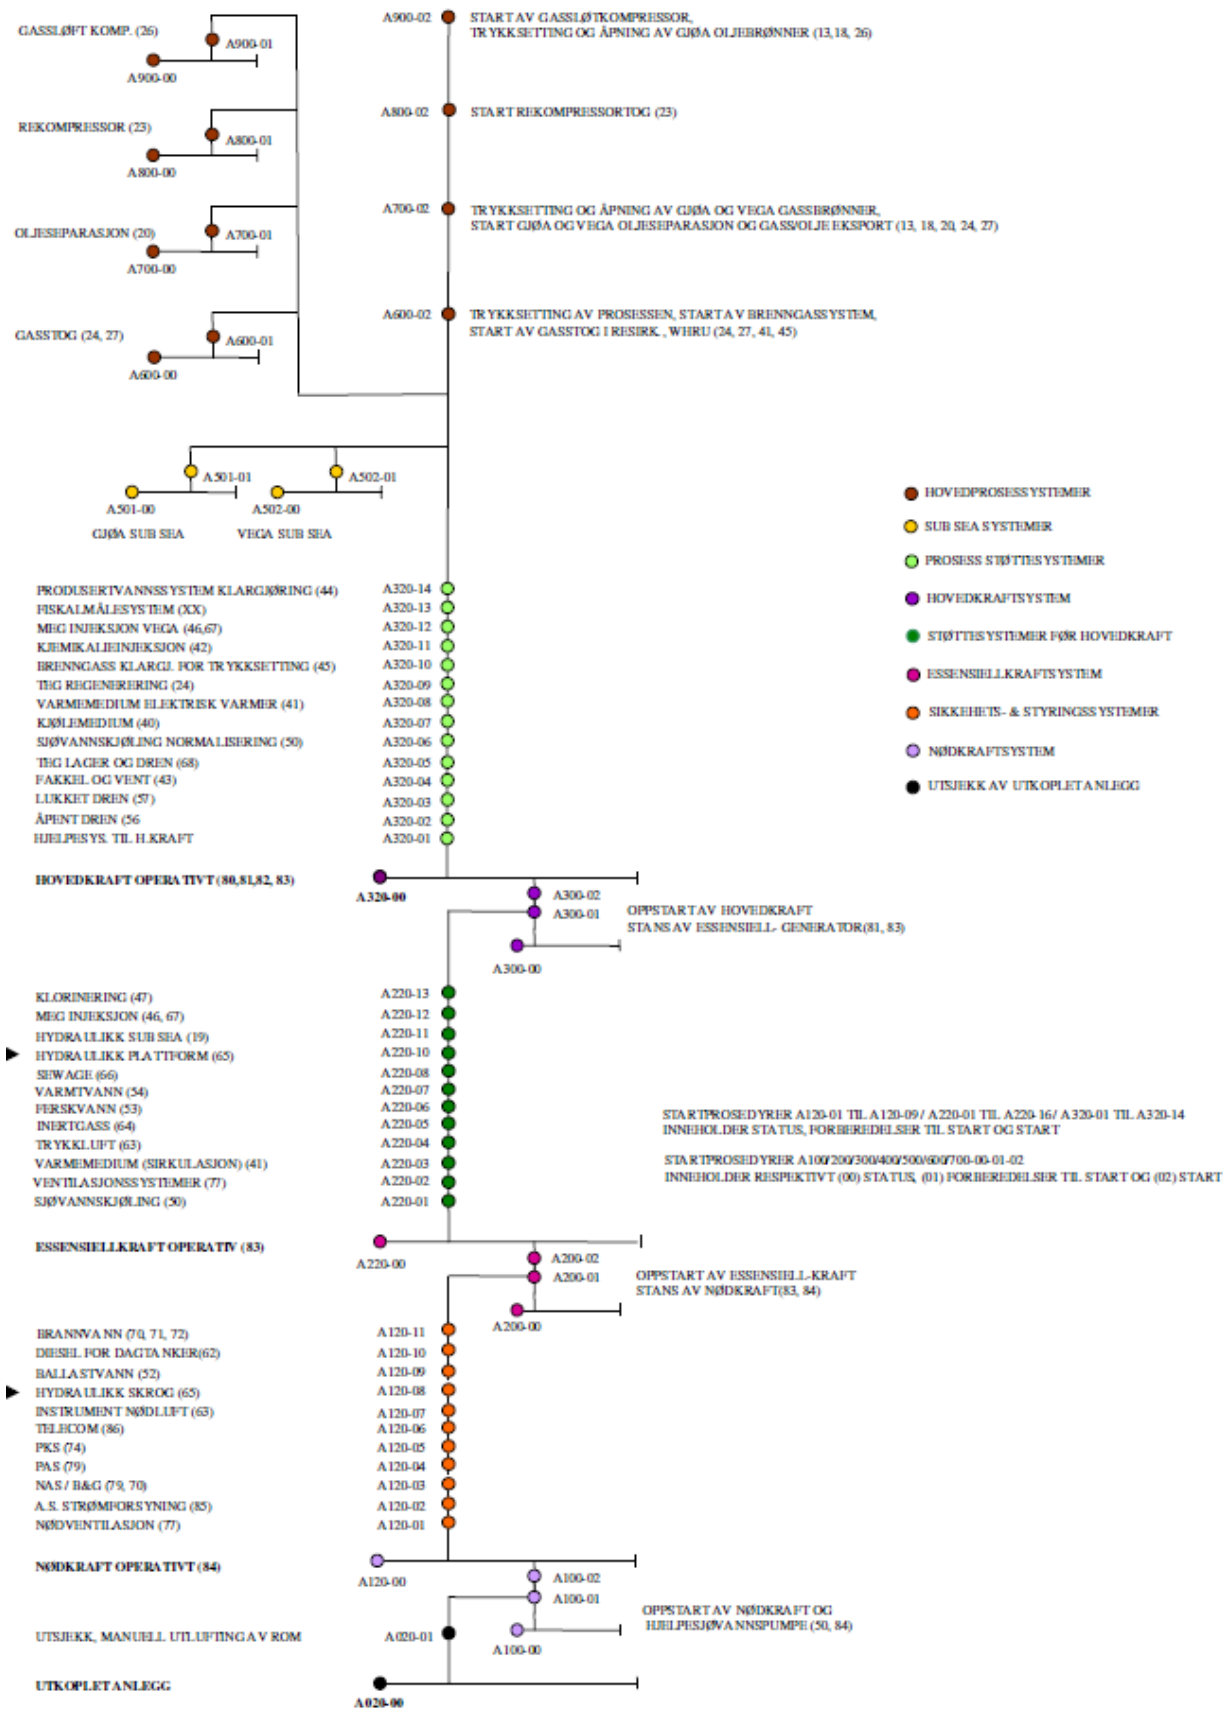 GASSLØFT KOMP. (26)
A900-01
A900-00
A900-02
START AV GASSLØTKOMPRESSOR,
TRYKKSETTING OG ÅPNING AV GJØA OLJEBRØNNER (13,18, 26)
REKOMPRESSOR (23)
A800-01
A800-00
A800-02
START REKOMPRESSORTOG (23)
OLJESEPARASJON (20)
A700-01
A700-00
A700-02
TRYKKSETTING OG ÅPNING AV GJØA OG VEGA GASSBRØNNER,
START GJØA OG VEGA OLJESEPARASJON OG GASS/OLJE EKSPORT (13, 18, 20, 24, 27)
GASSTOG (24, 27)
A600-01
A600-00
A600-02
TRYKKSETTING AV PROSESSEN, START AV BRENNGASSYSTEM,
START AV GASSTOG I RESIRK., WHRU (24, 27, 41, 45)
A501-01
A501-00
GJØA SUB SEA
A502-01
A502-00
VEGA SUB SEA
HOVEDPROSESSYSTEMER
SUB SEA SYSTEMER
PROSESS STØTTESYSTEMER
HOVEDKRAFTSYSTEM
STØTTESYSTEMER FØR HOVEDKRAFT
ESSENSIELLKRAFTSYSTEM
SIKKEHETS- & STYRINGSSYSTEMER
NØDKRAFTSYSTEM
UTSJEKK AV UTKOPLET ANLEGG
PRODUSERTVANNSSYSTEM KLARGJØRING (44) A320-14
FISKALMÅLESYSTEM (XX) A320-13
MEG INJEKSJON VEGA (46,67) A320-12
KJEMIKALIEINJEKSJON (42) A320-11
BRENNGASS KLARGJ. FOR TRYKKSETTING (45) A320-10
TEG REGENERERING (24) A320-09
VARMEMEDIUM ELEKTRISK VARMER (41) A320-08
KJØLEMEDIUM (40) A320-07
SJØVANNSKJØLING NORMALISERING (50) A320-06
TEG LAGER OG DREN (68) A320-05
FAKKEL OG VENT (43) A320-04
LUKKET DREN (57) A320-03
ÅPENT DREN (56 A320-02
HJELPESYS. TIL H.KRAFT A320-01
HOVEDKRAFT OPERATIVT (80,81,82, 83)
A320-00
A300-02
A300-01
A300-00
OPPSTART AV HOVEDKRAFT
STANS AV ESSENSIELL- GENERATOR(81, 83)
KLORINERING (47) A220-13
MEG INJEKSJON (46, 67) A220-12
HYDRAULIKK SUB SEA (19) A220-11
HYDRAULIKK PLATTFORM (65) A220-10
SEWAGE (66) A220-08
VARMTVANN (54) A220-07
FERSKVANN (53) A220-06
INERTGASS (64) A220-05
TRYKKLUFT (63) A220-04
VARMEMEDIUM (SIRKULASJON) (41) A220-03
VENTILASJONSSYSTEMER (77) A220-02
SJØVANNSKJØLING (50) A220-01
STARTPROSEDYRER A120-01 TIL A120-09 / A220-01 TIL A220-16/ A320-01 TIL A320-14
INNEHOLDER STATUS, FORBEREDELSER TIL START OG START
STARTPROSEDYRER A100/200/300/400/500/600/700-00-01-02
INNEHOLDER RESPEKTIVT (00) STATUS, (01) FORBEREDELSER TIL START OG (02) START
ESSENSIELLKRAFT OPERATIV (83)
A220-00
A200-02
A200-01
A200-00
OPPSTART AV ESSENSIELL-KRAFT
STANS AV NØDKRAFT(83, 84)
BRANNVANN (70, 71, 72) A120-11
DIESEL FOR DAGTANKER(62) A120-10
BALLASTVANN (52) A120-09
HYDRAULIKK SKROG (65) A120-08
INSTRUMENT NØDLUFT (63) A120-07
TELECOM (86) A120-06
PKS (74) A120-05
PAS (79) A120-04
NAS / B&G (79, 70) A120-03
A.S. STRØMFORSYNING (85) A120-02
NØDVENTILASJON (77) A120-01
NØDKRAFT OPERATIVT (84)
A120-00
A100-02
A100-01
A100-00
OPPSTART AV NØDKRAFT OG
HJELPESJØVANNSPUMPE (50, 84)
UTSJEKK, MANUELL UTLUFTING AV ROM A020-01
UTKOPLET ANLEGG
A020-00